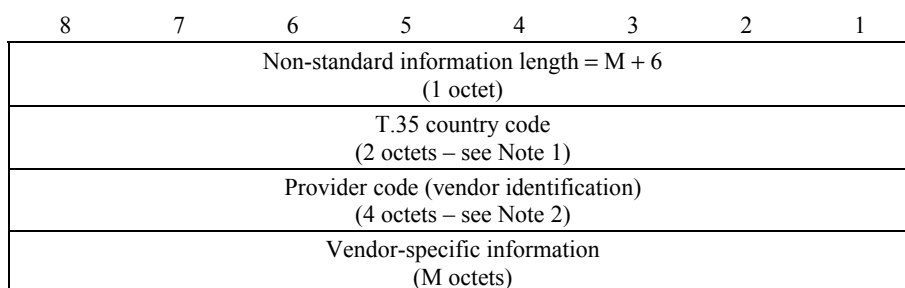 8 7 6 5 4 3 2 1
Non-standard information length = M + 6
(1 octet)
T.35 country code
(2 octets – see Note 1)
Provider code (vendor identification)
(4 octets – see Note 2)
Vendor-specific information
(M octets)